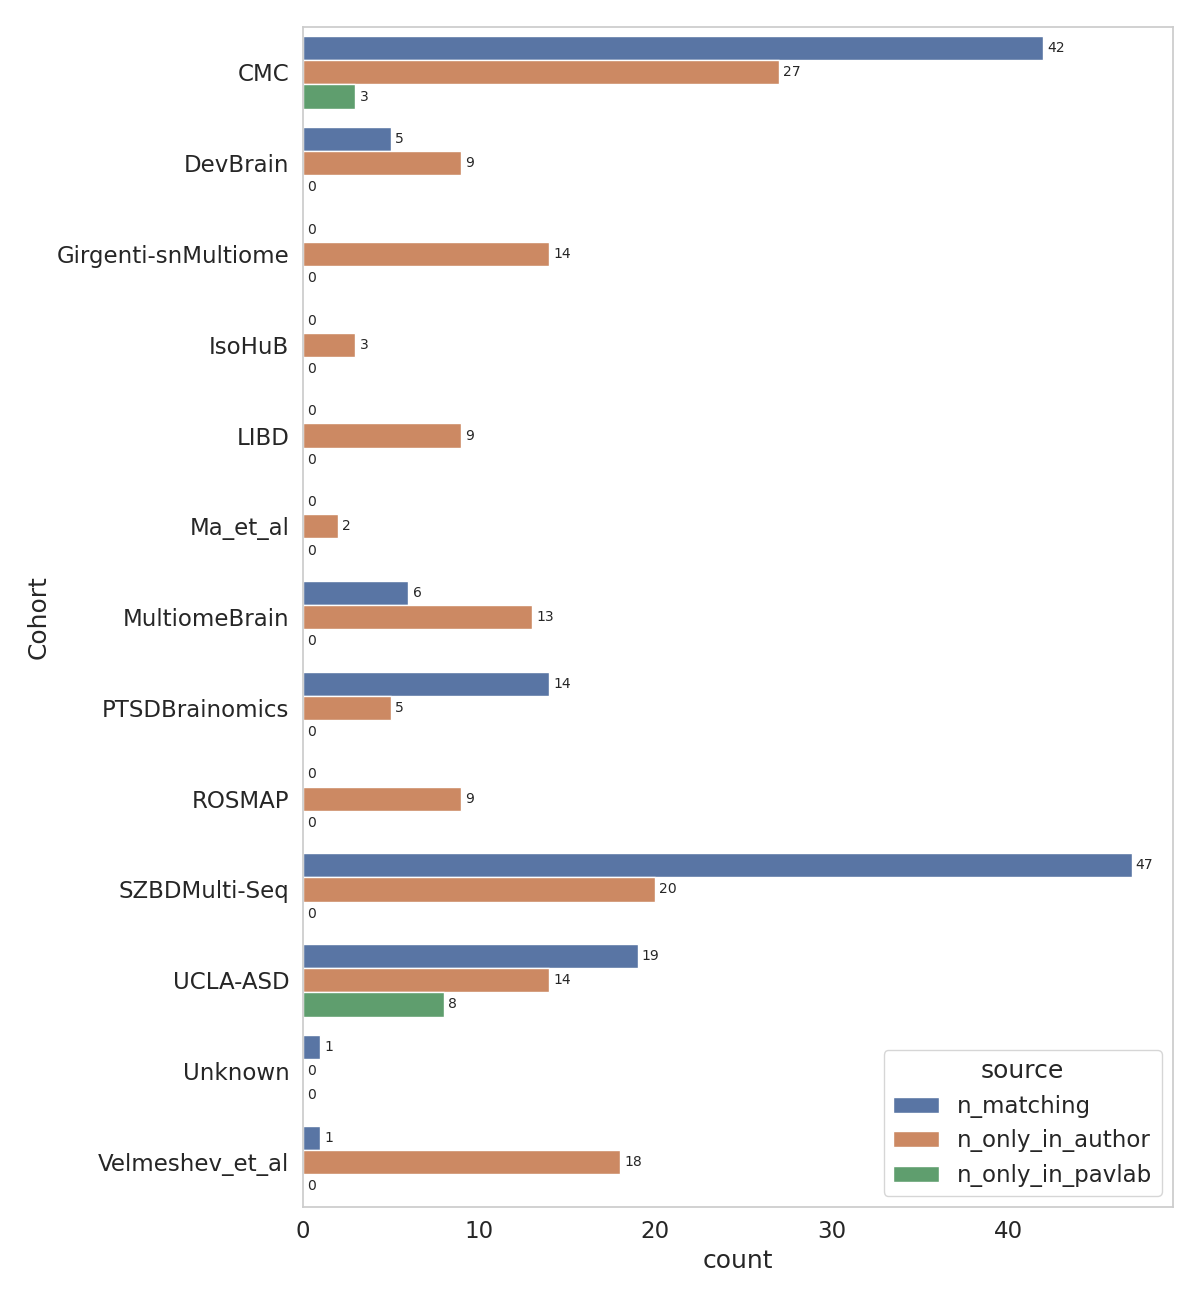 42
CMC
27
3
5
DevBrain
9
0
0
Girgenti-snMultiome
14
0
0
IsoHuB
3
0
0
LIBD
9
0
0
Ma_et_al
2
0
6
MultiomeBrain
13
0
14
PTSDBrainomics
5
0
0
ROSMAP
9
0
47
SZBDMulti-Seq
20
0
19
UCLA-ASD
14
8
1
Unknown
0
0
1
Velmeshev_et_al
18
0
Cohort
0 10 20 30 40
count
source
n_matching
n_only_in_author
n_only_in_pavlab